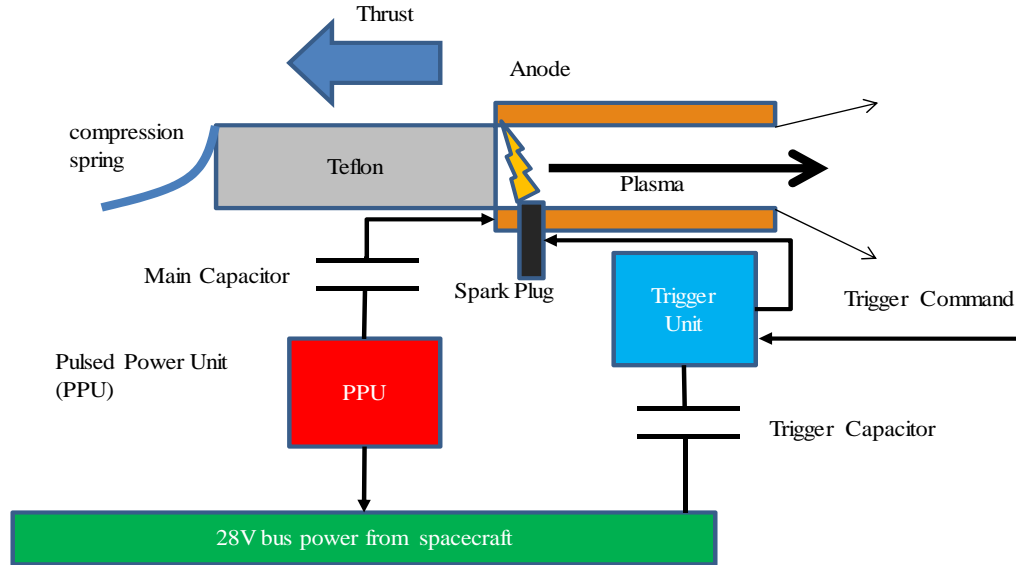 Thrust
Anode
compression
spring
Teflon
Plasma
Main Capacitor
Spark Plug
Trigger
Unit
Trigger Command
Pulsed Power Unit
(PPU)
PPU
Trigger Capacitor
28V bus power from spacecraft